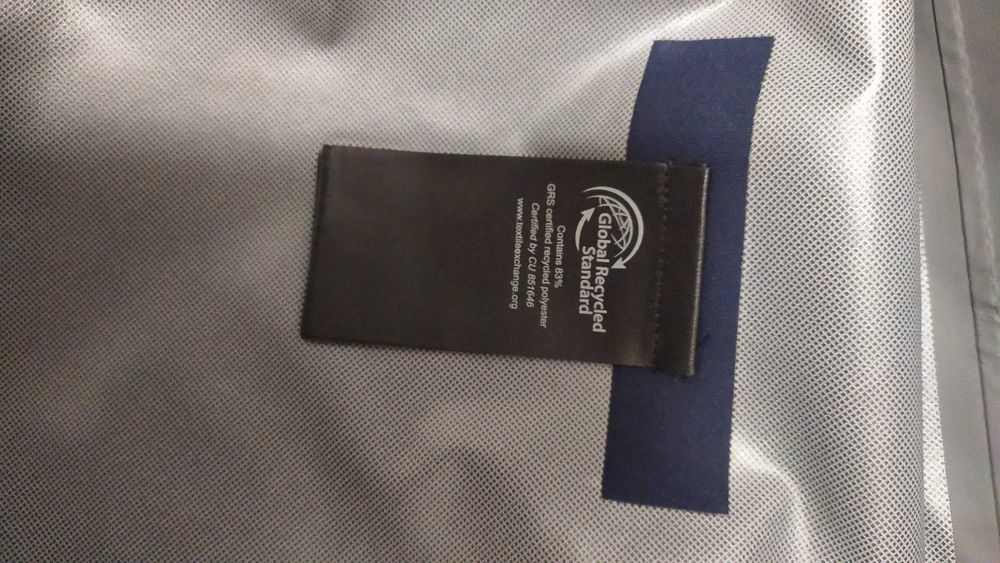 Global Recycled
Standard
Contains 83%
GRS certified recycled polyester
Certified by CU 851646
www.textileexchange.org